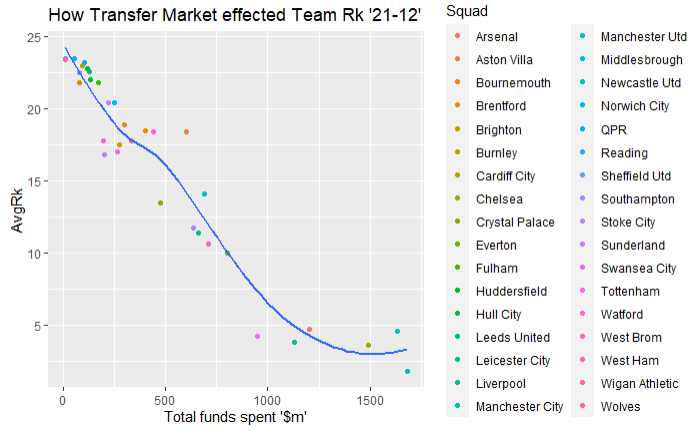 How Transfer Market effected Team Rk '21-12'
AvgRk
25
20
15
10
5
0
500
1000
1500
Total funds spent '$m'
Squad
Arsenal
Aston Villa
Bournemouth
Brentford
Brighton
Burnley
Cardiff City
Chelsea
Crystal Palace
Everton
Fulham
Huddersfield
Hull City
Leeds United
Leicester City
Liverpool
Manchester City
Manchester Utd
Middlesbrough
Newcastle Utd
Norwich City
QPR
Reading
Sheffield Utd
Southampton
Stoke City
Sunderland
Swansea City
Tottenham
Watford
West Brom
West Ham
Wigan Athletic
Wolves